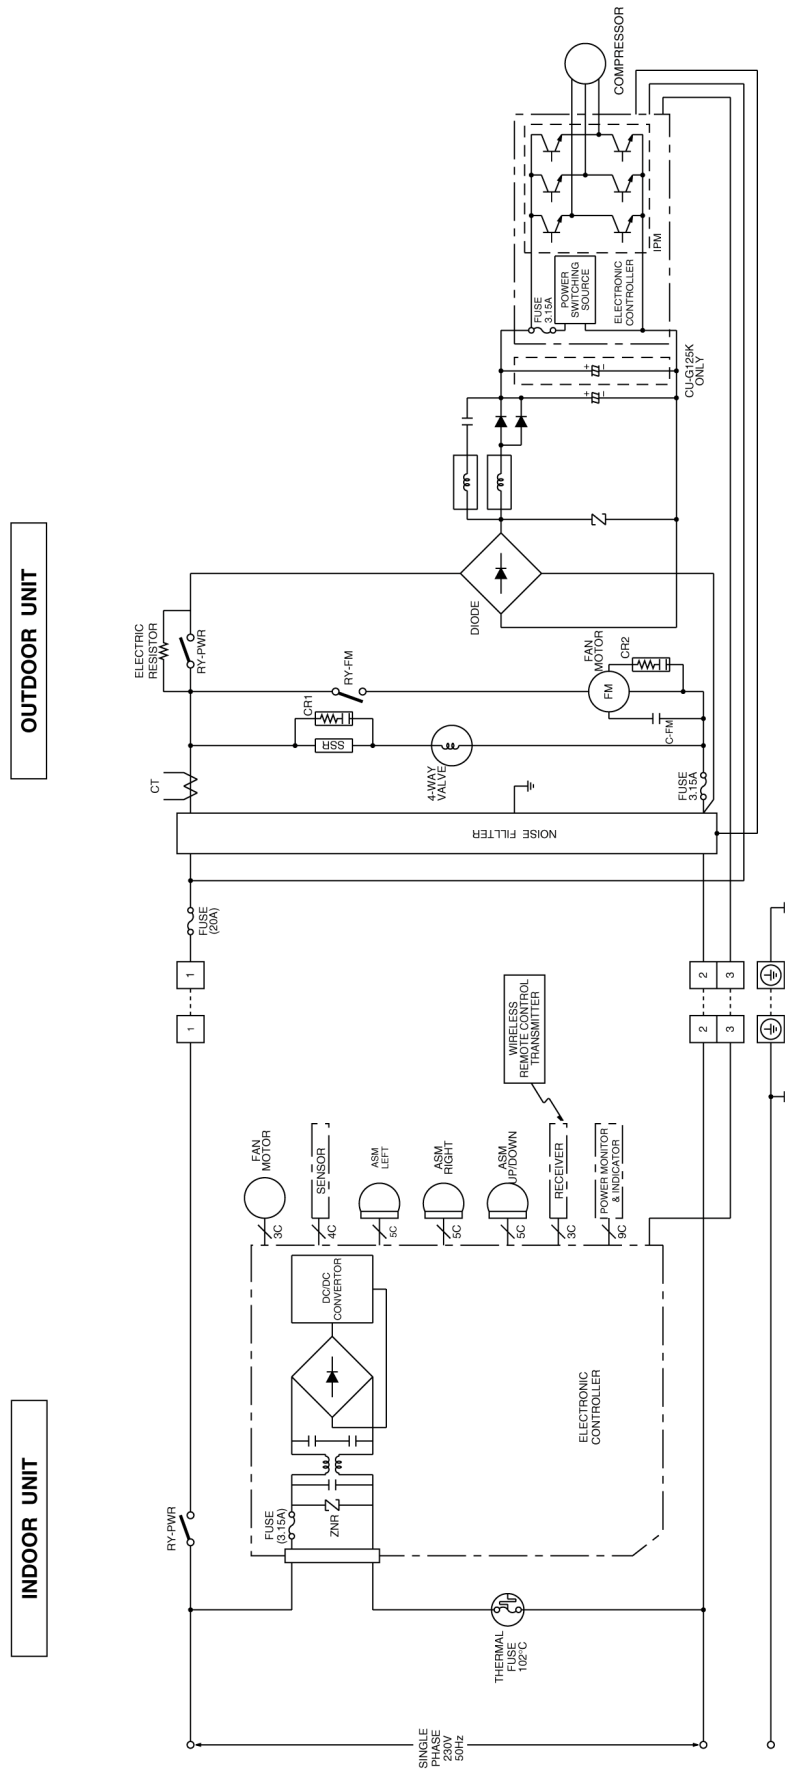 INDOOR UNIT
OUTDOOR UNIT
SINGLE
PHASE
230V
50Hz
RY-PWR
THERMAL
FUSE
102°C
FUSE
(3.15A)
ZNR
DC/DC
CONVERTOR
ELECTRONIC
CONTROLLER
FAN
MOTOR
3C
SENSOR
4C
ASM
LEFT
5C
ASM
RIGHT
5C
ASM
UP/DOWN
5C
RECEIVER
3C
POWER MONITOR
& INDICATOR
9C
WIRELESS
REMOTE CONTROL
TRANSMITTER
1
1
2
2
3
3
FUSE
(20A)
NOISE FILLTER
CT
FUSE
3.15A
SSR
CR1
4-WAY
VALVE
RY-FM
ELECTRIC
RESISTOR
RY-PWR
C-FM
FM
FAN
MOTOR
CR2
DIODE
+
−
+
−
CU-G125K
ONLY
FUSE
3.15A
POWER
SWITCHING
SOURCE
ELECTRONIC
CONTROLLER
IPM
COMPRESSOR